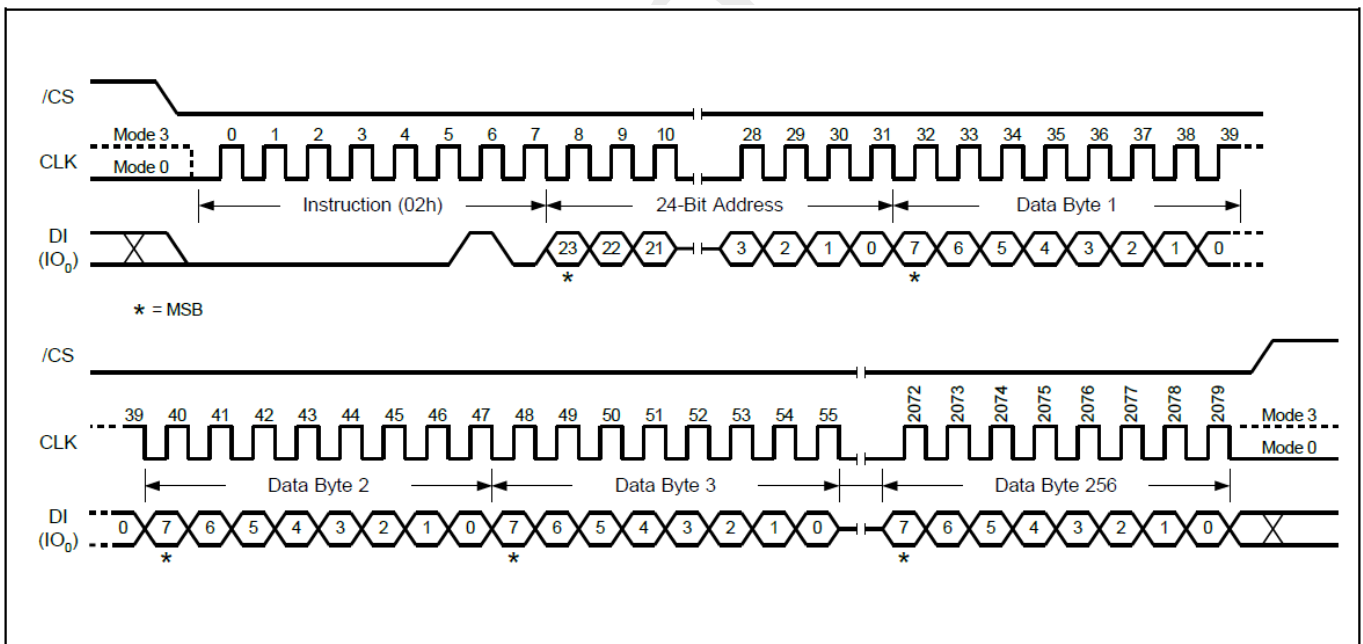 /CS
Mode 3 0 1 2 3 4 5 6 7 8 9 10 28 29 30 31 32 33 34 35 36 37 38 39
CLK Mode 0
Instruction (02h) 24-Bit Address Data Byte 1
DI
(IO0) 23 22 21 3 2 1 0 7 6 5 4 3 2 1 0
* *
* = MSB
/CS
39 40 41 42 43 44 45 46 47 48 49 50 51 52 53 54 55 2072 2073 2074 2075 2076 2077 2078 2079 Mode 3
CLK Mode 0
Data Byte 2 Data Byte 3 Data Byte 256
DI
(IO0) 0 7 6 5 4 3 2 1 0 7 6 5 4 3 2 1 0 7 6 5 4 3 2 1 0
* * *